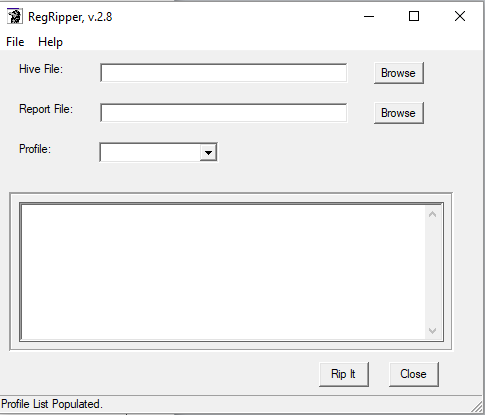 RegRipper, v.2.8
File Help
Hive File: Browse
Report File: Browse
Profile:
Rip It Close
Profile List Populated.